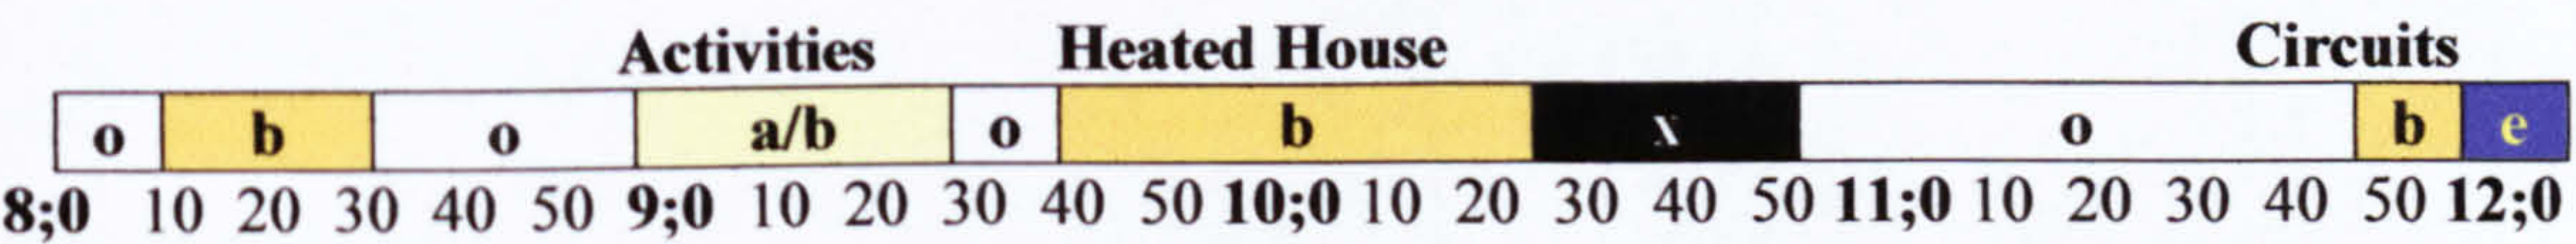 Activities Heated House Circuits
o b o a/b o b x o b e
8;0 10 20 30 40 50 9;0 10 20 30 40 50 10;0 10 20 30 40 50 11;0 10 20 30 40 50 12;0